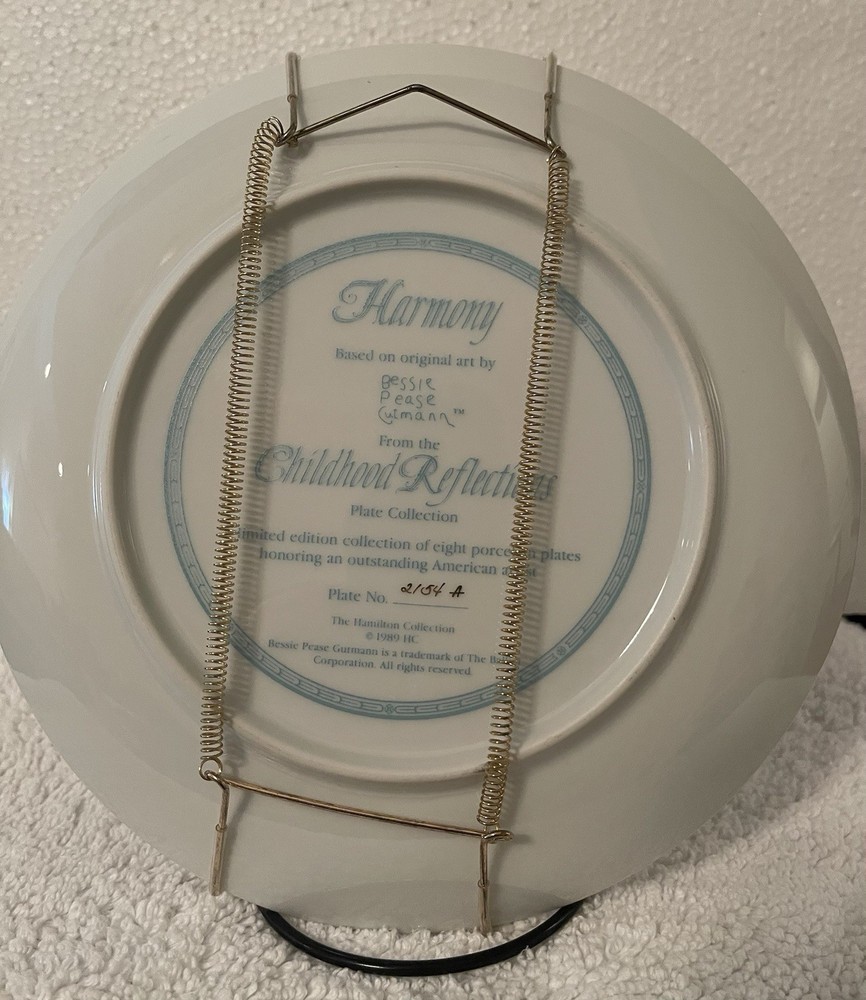 Harmony
Based on original art by
Bessie
Pease
Gutmann™
From the
Childhood Reflections
Plate Collection
limited edition collection of eight porcelain plates
honoring an outstanding American artist
Plate No. 2154 A
The Hamilton Collection
© 1989 HC
Bessie Pease Gutmann is a trademark of The
Corporation. All rights reserved